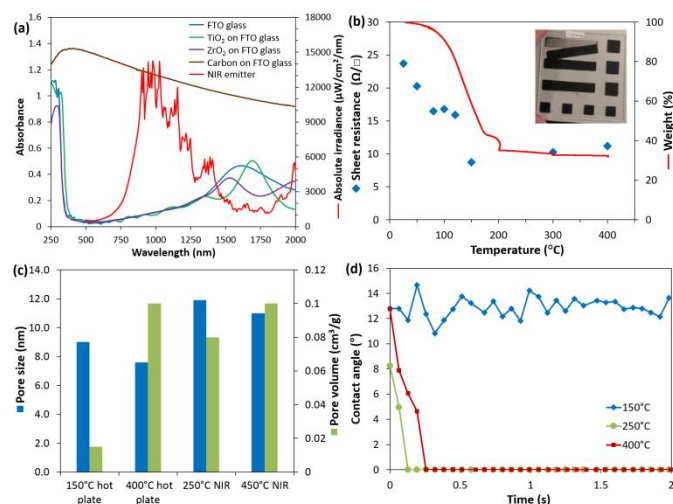 (a)
FTO glass
TiO2 on FTO glass
ZrO2 on FTO glass
Carbon on FTO glass
NIR emitter
1.6
1.4
1.2
1
0.8
0.6
0.4
0.2
0
Absorbance
18000
16000
14000
12000
10000
8000
6000
4000
2000
0
Absolute irradiance (μW/cm²/nm)
250 500 750 1000 1250 1500 1750 2000
Wavelength (nm)
(b)
30
25
20
15
10
5
0
Sheet resistance (Ω/□)
100
80
60
40
20
0
Weight (%)
0 100 200 300 400
Temperature (°C)
(c)
14.0
12.0
10.0
8.0
6.0
4.0
2.0
0.0
Pore size (nm)
0.12
0.1
0.08
0.06
0.04
0.02
0
Pore volume (cm³/g)
150°C hot plate
400°C hot plate
250°C NIR
450°C NIR
(d)
16
14
12
10
8
6
4
2
0
Contact angle (°)
150°C
250°C
400°C
0 0.5 1 1.5 2
Time (s)